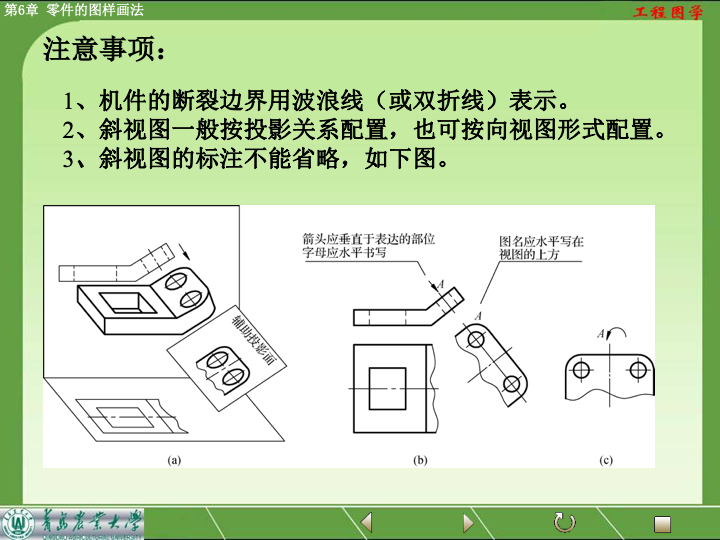 第6章 零件的图样画法
工程图学
注意事项：
1、机件的断裂边界用波浪线（或双折线）表示。
2、斜视图一般按投影关系配置，也可按向视图形式配置。
3、斜视图的标注不能省略，如下图。
箭头应垂直于表达的部位
字母应水平书写
图名应水平写在
视图的上方
A
A
A
辅助投影面
(a)
(b)
(c)
青岛农业大学